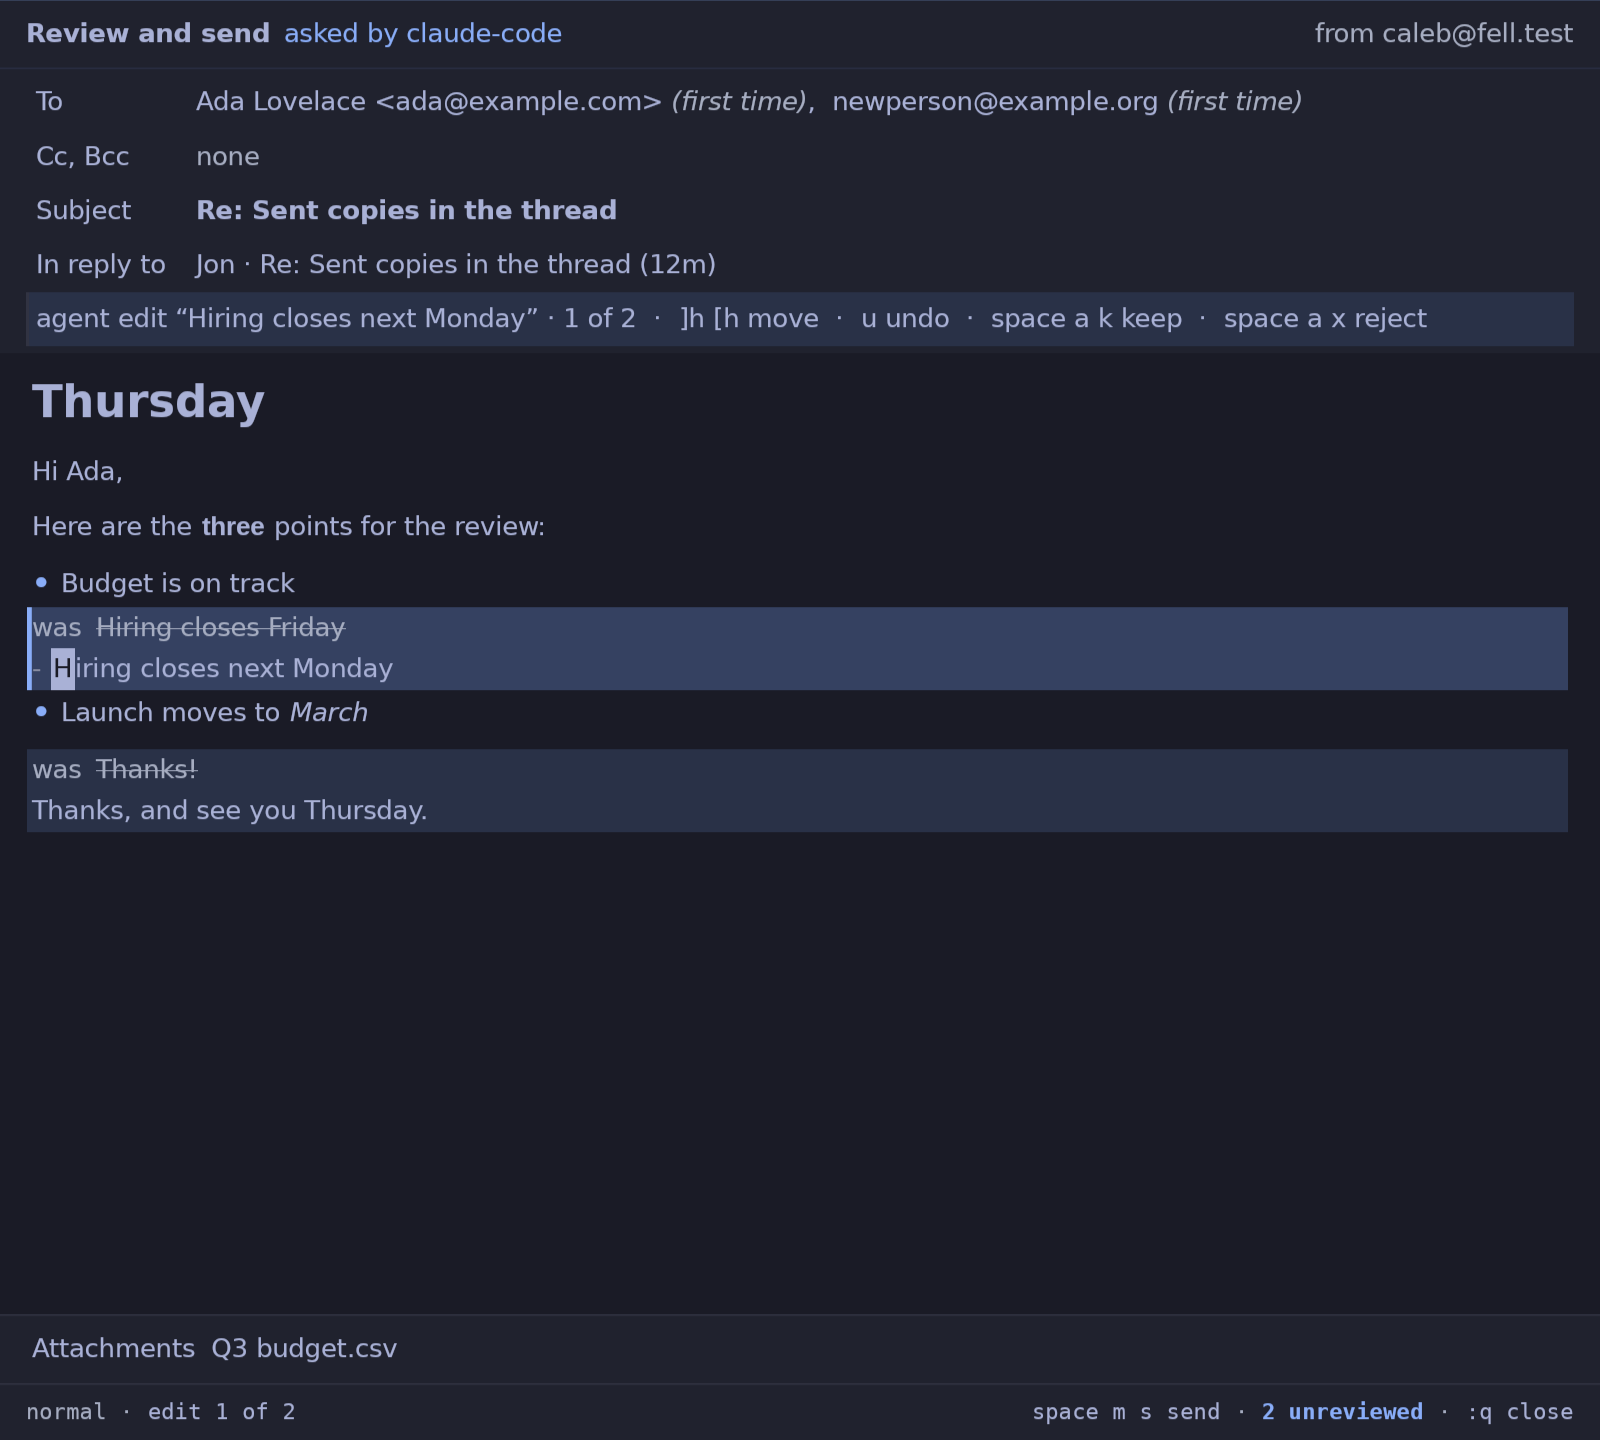 Review and send asked by claude-code from caleb@fell.test
To Ada Lovelace <ada@example.com> (first time), newperson@example.org (first time)
Cc, Bcc none
Subject Re: Sent copies in the thread
In reply to Jon · Re: Sent copies in the thread (12m)
agent edit “Hiring closes next Monday” · 1 of 2 · ]h [h move · u undo · space a k keep · space a x reject
Thursday
Hi Ada,
Here are the three points for the review:
• Budget is on track
was Hiring closes Friday
- Hiring closes next Monday
• Launch moves to March
was Thanks!
Thanks, and see you Thursday.
Attachments Q3 budget.csv
normal · edit 1 of 2 space m s send · 2 unreviewed · :q close